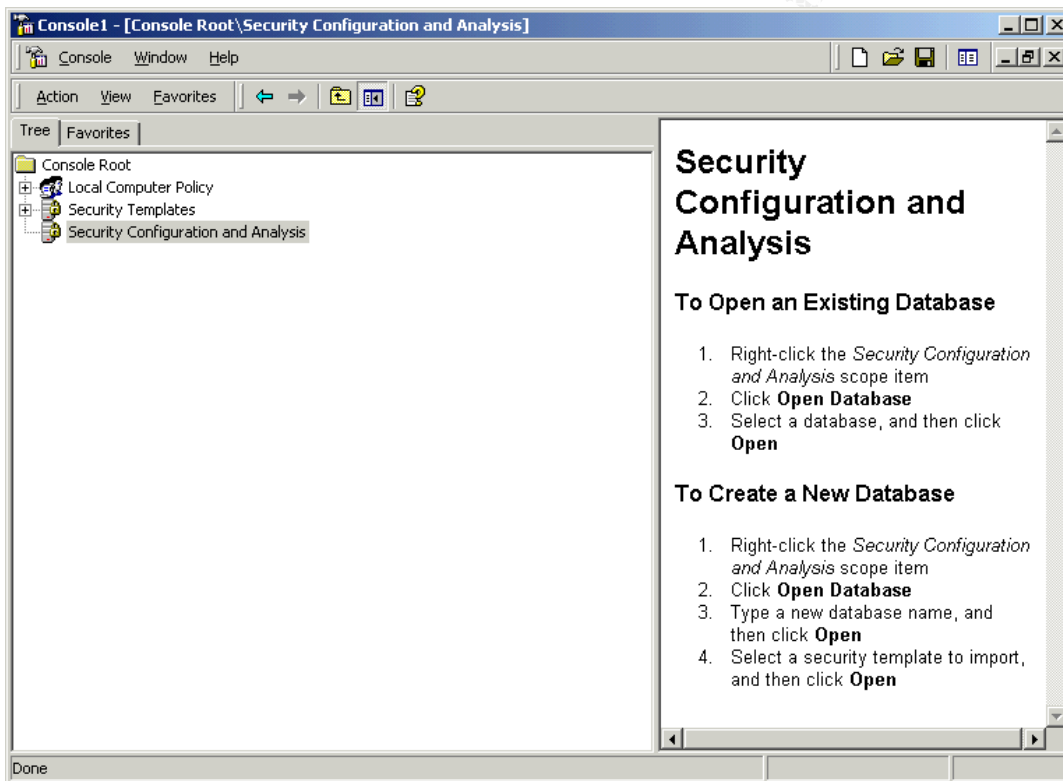 Console1 - [Console Root\Security Configuration and Analysis]
Console Window Help
Action View Favorites
Tree Favorites
Console Root
Local Computer Policy
Security Templates
Security Configuration and Analysis
Security
Configuration and
Analysis
To Open an Existing Database
1. Right-click the Security Configuration
and Analysis scope item
2. Click Open Database
3. Select a database, and then click
Open
To Create a New Database
1. Right-click the Security Configuration
and Analysis scope item
2. Click Open Database
3. Type a new database name, and
then click Open
4. Select a security template to import,
and then click Open
Done